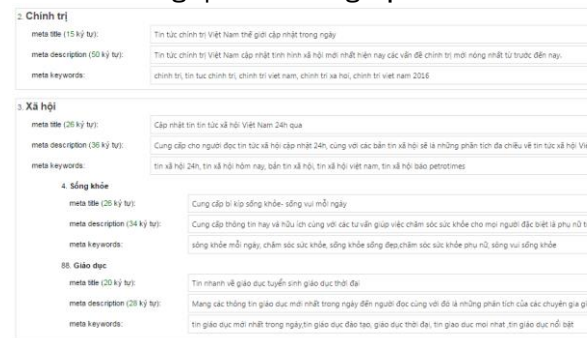 2. Chính trị
meta title (15 ký tự): Tin tức chính trị Việt Nam thế giới cập nhật trong ngày
meta description (50 ký tự): Tin tức chính trị Việt Nam cập nhật tình hình xã hội mới nhất hiện nay các vấn đề chính trị mới nóng nhất từ trước đến nay.
meta keywords: chinh tri, tin tuc chinh tri, chinh tri viet nam, chinh tri xa hoi, chinh tri viet nam 2016
3. Xã hội
meta title (26 ký tự): Cập nhật tin tin tức xã hội Việt Nam 24h qua
meta description (36 ký tự): Cung cấp cho người đọc tin tức xã hội cập nhật 24h, cùng với các bản tin xã hội sẽ là những phân tích đa chiều về tin tức xã hội
meta keywords: tin xã hội 24h, tin xã hội hôm nay, bản tin xã hội, tin xã hội việt nam, tin xã hội báo petrotimes
4. Sống khỏe
meta title (26 ký tự): Cung cấp bí kíp sống khỏe- sống vui mỗi ngày
meta description (34 ký tự): Cung cấp thông tin hay và hữu ích cùng với các tư vấn giúp việc chăm sóc sức khỏe cho mọi người đặc biệt là phụ nữ
meta keywords: sống khỏe mỗi ngày, chăm sóc sức khỏe, sống khỏe sống đẹp,chăm sóc sức khỏe phụ nữ, sống vui sống khỏe
88. Giáo dục
meta title (20 ký tự): Tin nhanh về giáo dục tuyển sinh giáo dục thời đại
meta description (28 ký tự): Mang các thông tin giáo dục mới nhất trong ngày đến người đọc cùng với đó là những phân tích của các chuyên gia
meta keywords: tin giáo dục mới nhất trong ngày,tin giáo dục đào tạo, giáo dục thời đại, tin giao duc moi nhat ,tin giáo dục nổi bật